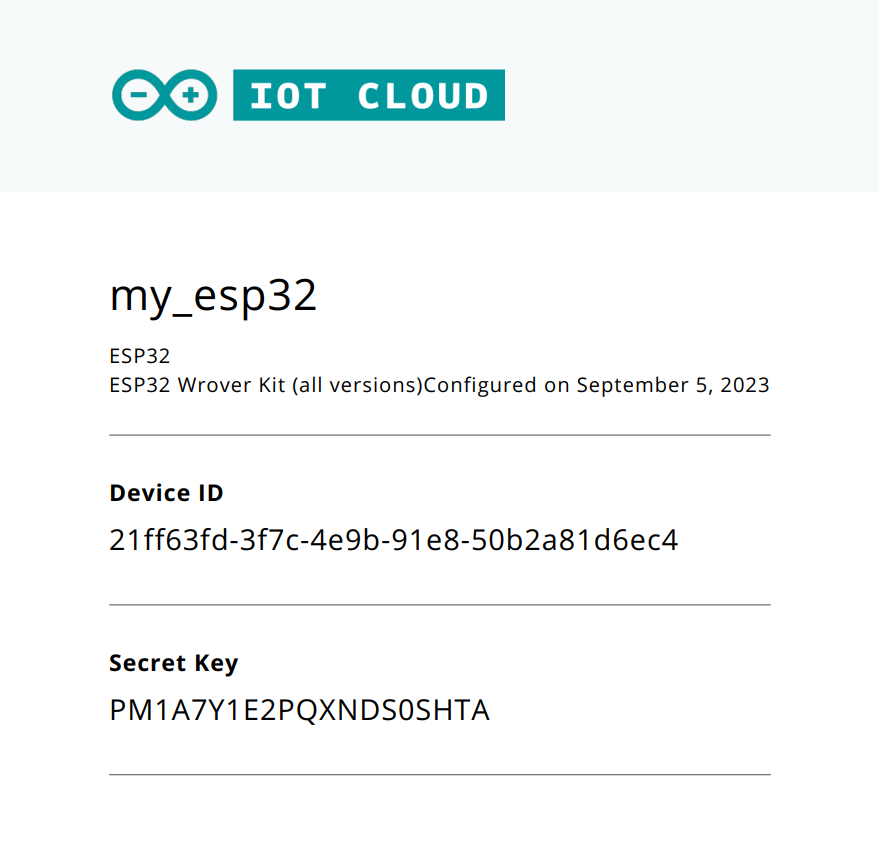 IOT CLOUD
my_esp32
ESP32
ESP32 Wrover Kit (all versions)Configured on September 5, 2023
Device ID
21ff63fd-3f7c-4e9b-91e8-50b2a81d6ec4
Secret Key
PM1A7Y1E2PQXNDS0SHTA